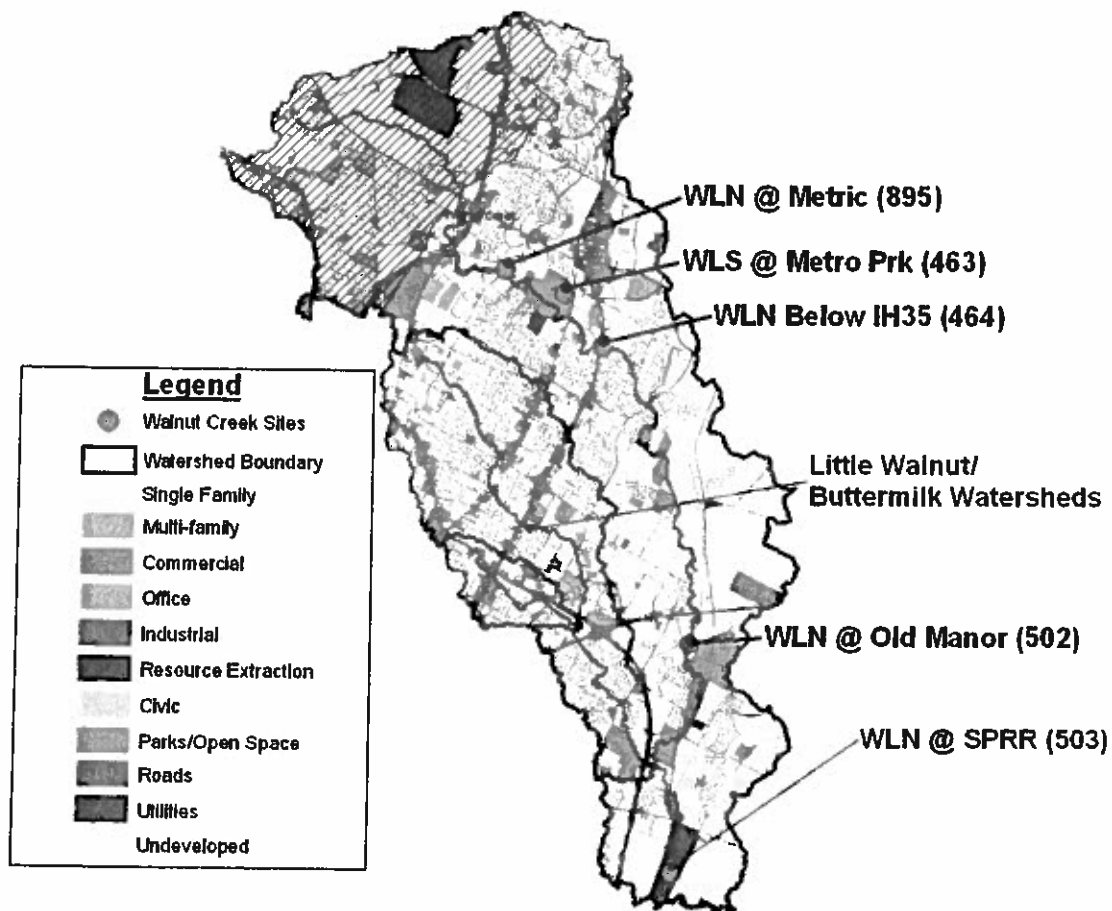 WLN @ Metric (895)
WLS @ Metro Prk (463)
WLN Below IH35 (464)
Legend
Walnut Creek Sites
Watershed Boundary
Single Family
Multi-family
Commercial
Office
Industrial
Resource Extraction
Civic
Parks/Open Space
Roads
Utilities
Undeveloped
Little Walnut/
Buttermilk Watersheds
WLN @ Old Manor (502)
WLN @ SPRR (503)